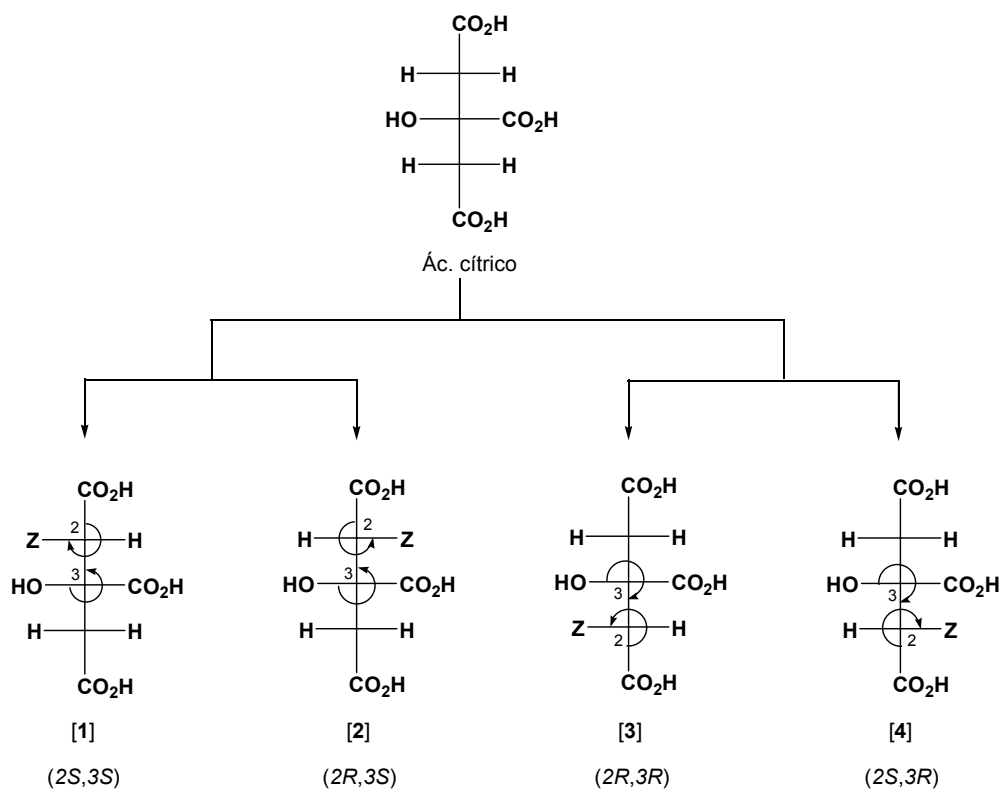 CO2H
H H
HO CO2H
H H
CO2H
Ác. cítrico
CO2H CO2H CO2H CO2H
Z 2 H H 2 Z H H H H
HO 3 CO2H HO 3 CO2H HO 3 CO2H HO 3 CO2H
H H H H Z 2 H H 2 Z
CO2H CO2H CO2H CO2H
[1] [2] [3] [4]
(2S,3S) (2R,3S) (2R,3R) (2S,3R)